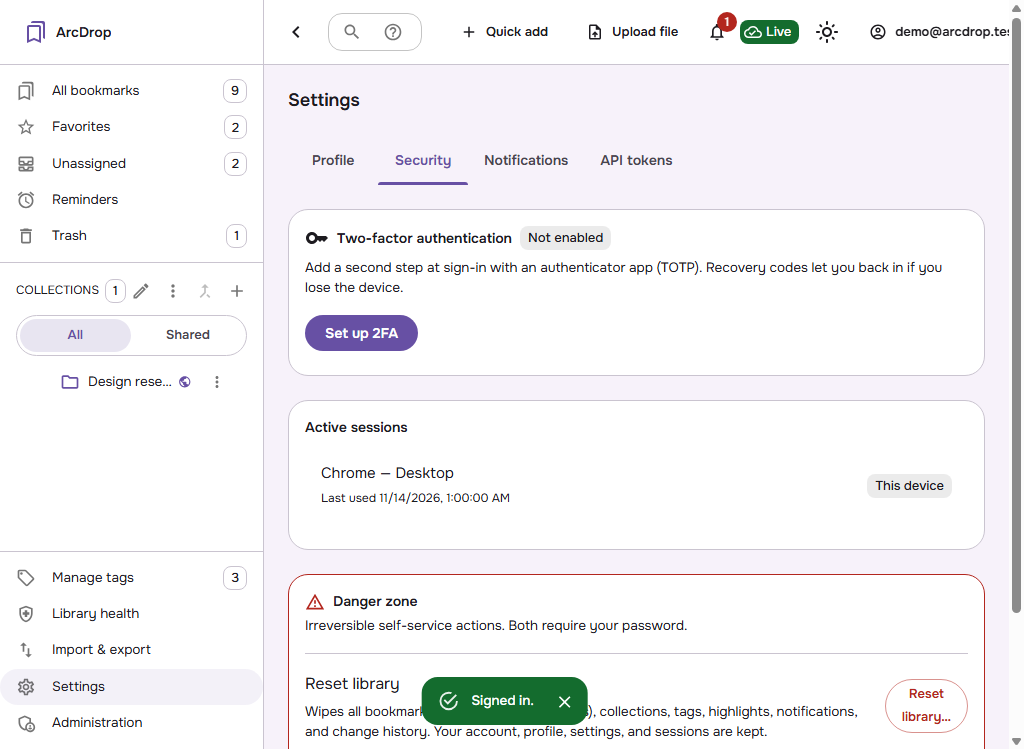 ArcDrop
Quick add
Upload file
1
Live
demo@arcdrop.tes
All bookmarks 9
Favorites 2
Unassigned 2
Reminders
Trash 1
COLLECTIONS 1
All Shared
Design rese...
Manage tags 3
Library health
Import & export
Settings
Administration
Settings
Profile Security Notifications API tokens
Two-factor authentication Not enabled
Add a second step at sign-in with an authenticator app (TOTP). Recovery codes let you back in if you
lose the device.
Set up 2FA
Active sessions
Chrome — Desktop
Last used 11/14/2026, 1:00:00 AM
This device
Danger zone
Irreversible self-service actions. Both require your password.
Reset library
Wipes all bookmar ), collections, tags, highlights, notifications,
and change history. Your account, profile, settings, and sessions are kept.
Reset
library...
Signed in.